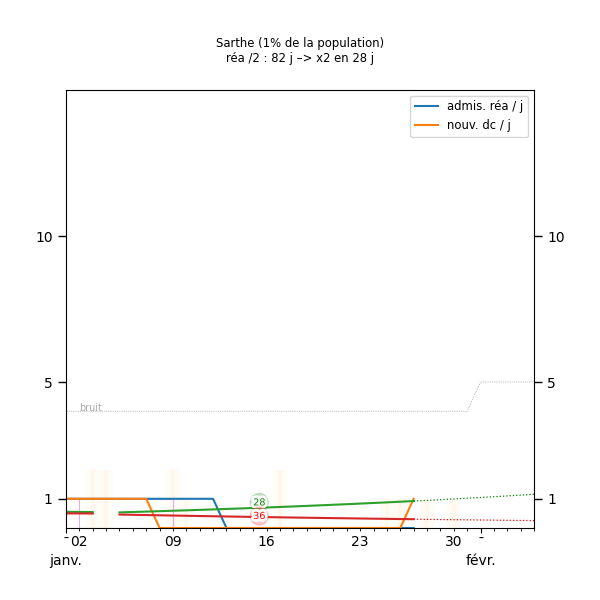 Sarthe (1% de la population)
réa /2 : 82 j –> x2 en 28 j
admis. réa / j
nouv. dc / j
10
10
5
5
bruit
1
1
28
36
02
09
16
23
30
janv.
févr.